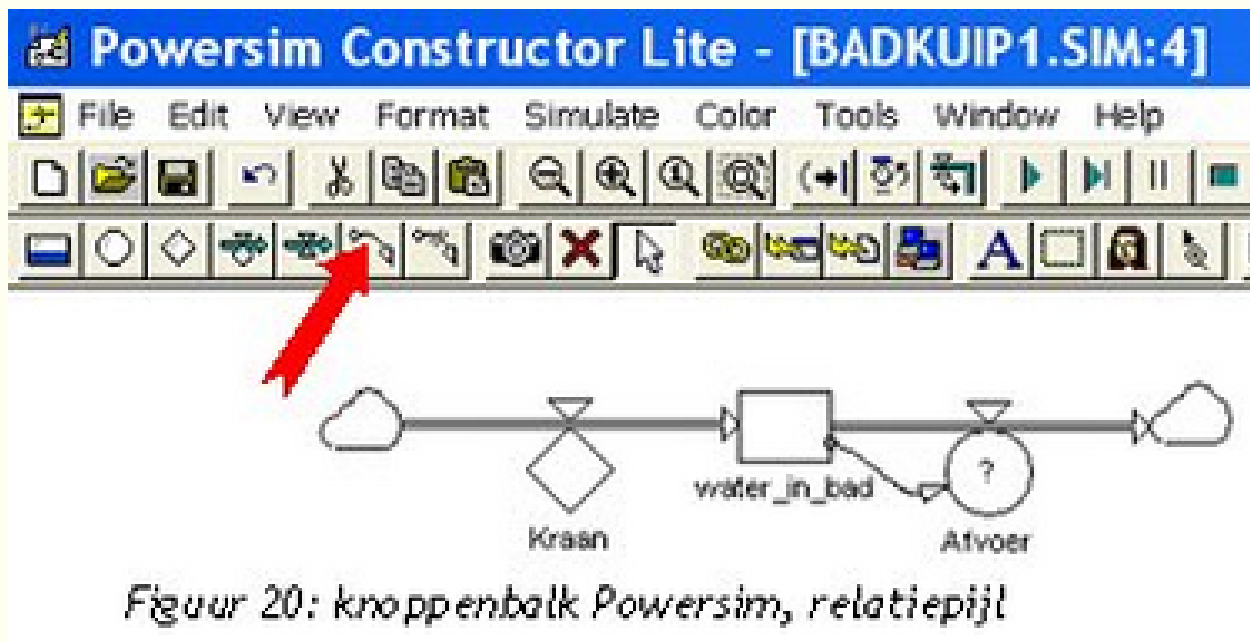 Powersim Constructor Lite - [BADKUIP1.SIM:4]
File Edit View Format Simulate Color Tools Window Help
A
?
water_in_bad
Kraan
Afvoer
Figuur 20: knoppenbalk Powersim, relatiepijl